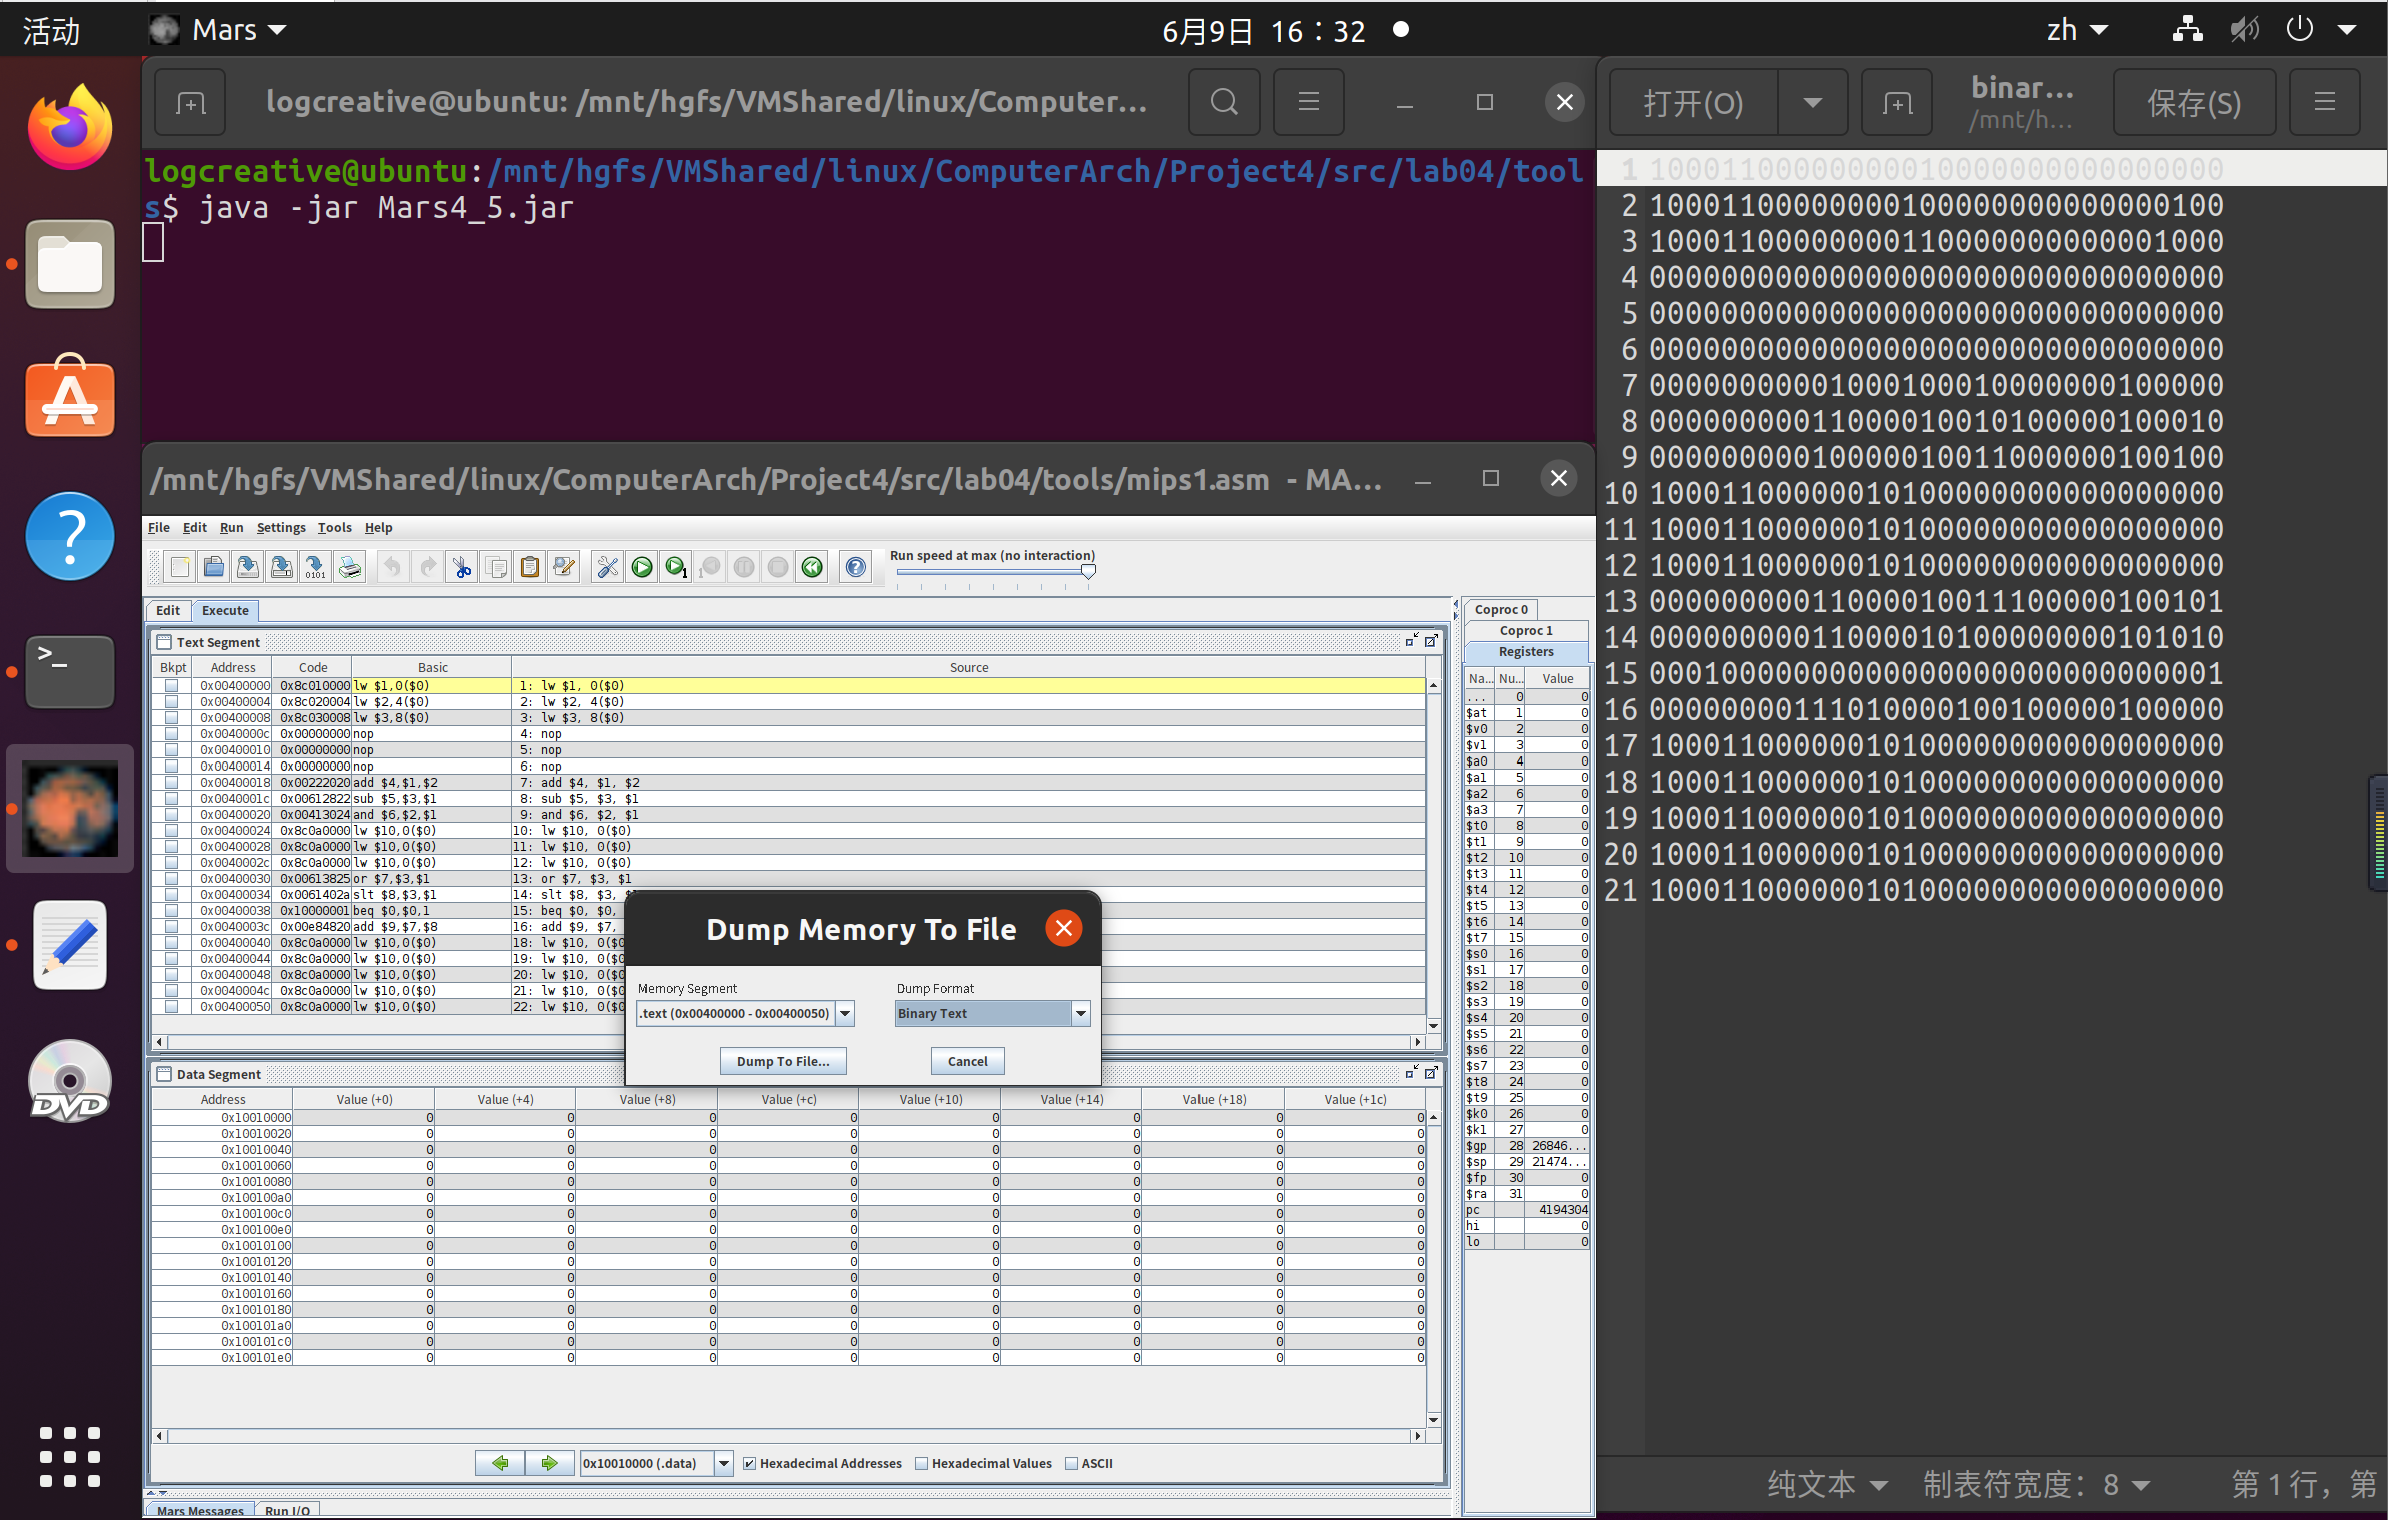 活动
Mars
6月9日 16：32
zh
logcreative@ubuntu: /mnt/hgfs/VMShared/linux/Computer...
logcreative@ubuntu:/mnt/hgfs/VMShared/linux/ComputerArch/Project4/src/lab04/tool
s$ java -jar Mars4_5.jar
打开(O)
binar...
/mnt/h...
保存(S)
1 10001100000000010000000000000000
2 10001100000000100000000000000100
3 10001100000000110000000000001000
4 00000000000000000000000000000000
5 00000000000000000000000000000000
6 00000000000000000000000000000000
7 00000000001000100010000000100000
8 00000000011000010010100000100010
9 00000000010000010011000000100100
10 10001100000010100000000000000000
11 10001100000010100000000000000000
12 10001100000010100000000000000000
13 00000000011000010011100000100101
14 00000000011000010100000000101010
15 00010000000000000000000000000001
16 00000000111010000100100000100000
17 10001100000010100000000000000000
18 10001100000010100000000000000000
19 10001100000010100000000000000000
20 10001100000010100000000000000000
21 10001100000010100000000000000000
纯文本
制表符宽度：8
第 1 行，第
/mnt/hgfs/VMShared/linux/ComputerArch/Project4/src/lab04/tools/mips1.asm - MA...
File Edit Run Settings Tools Help
Run speed at max (no interaction)
Edit Execute
Text Segment
Bkpt Address Code Basic Source
0x00400000 0x8c010000 lw $1,0($0) 1: lw $1, 0($0)
0x00400004 0x8c020004 lw $2,4($0) 2: lw $2, 4($0)
0x00400008 0x8c030008 lw $3,8($0) 3: lw $3, 8($0)
0x0040000c 0x00000000 nop 4: nop
0x00400010 0x00000000 nop 5: nop
0x00400014 0x00000000 nop 6: nop
0x00400018 0x00222020 add $4,$1,$2 7: add $4, $1, $2
0x0040001c 0x00612822 sub $5,$3,$1 8: sub $5, $3, $1
0x00400020 0x00413024 and $6,$2,$1 9: and $6, $2, $1
0x00400024 0x8c0a0000 lw $10,0($0) 10: lw $10, 0($0)
0x00400028 0x8c0a0000 lw $10,0($0) 11: lw $10, 0($0)
0x0040002c 0x8c0a0000 lw $10,0($0) 12: lw $10, 0($0)
0x00400030 0x00613825 or $7,$3,$1 13: or $7, $3, $1
0x00400034 0x0061402a slt $8,$3,$1 14: slt $8, $3,
0x00400038 0x10000001 beq $0,$0,1 15: beq $0, $0,
0x0040003c 0x00e84820 add $9,$7,$8 16: add $9, $7,
0x00400040 0x8c0a0000 lw $10,0($0) 18: lw $10, 0($0
0x00400044 0x8c0a0000 lw $10,0($0) 19: lw $10, 0($0
0x00400048 0x8c0a0000 lw $10,0($0) 20: lw $10, 0($0
0x0040004c 0x8c0a0000 lw $10,0($0) 21: lw $10, 0($0
0x00400050 0x8c0a0000 lw $10,0($0) 22: lw $10, 0($0
Dump Memory To File
Memory Segment Dump Format
.text (0x00400000 - 0x00400050) Binary Text
Dump To File... Cancel
Data Segment
Address Value (+0) Value (+4) Value (+8) Value (+c) Value (+10) Value (+14) Value (+18) Value (+1c)
0x10010000 0 0 0 0 0 0 0 0
0x10010020 0 0 0 0 0 0 0 0
0x10010040 0 0 0 0 0 0 0 0
0x10010060 0 0 0 0 0 0 0 0
0x10010080 0 0 0 0 0 0 0 0
0x100100a0 0 0 0 0 0 0 0 0
0x100100c0 0 0 0 0 0 0 0 0
0x100100e0 0 0 0 0 0 0 0 0
0x10010100 0 0 0 0 0 0 0 0
0x10010120 0 0 0 0 0 0 0 0
0x10010140 0 0 0 0 0 0 0 0
0x10010160 0 0 0 0 0 0 0 0
0x10010180 0 0 0 0 0 0 0 0
0x100101a0 0 0 0 0 0 0 0 0
0x100101c0 0 0 0 0 0 0 0 0
0x100101e0 0 0 0 0 0 0 0 0
0x10010000 (.data) Hexadecimal Addresses Hexadecimal Values ASCII
Mars Messages Run I/O
Coproc 0
Coproc 1
Registers
Na... Nu... Value
... 0 0
$at 1 0
$v0 2 0
$v1 3 0
$a0 4 0
$a1 5 0
$a2 6 0
$a3 7 0
$t0 8 0
$t1 9 0
$t2 10 0
$t3 11 0
$t4 12 0
$t5 13 0
$t6 14 0
$t7 15 0
$s0 16 0
$s1 17 0
$s2 18 0
$s3 19 0
$s4 20 0
$s5 21 0
$s6 22 0
$s7 23 0
$t8 24 0
$t9 25 0
$k0 26 0
$k1 27 0
$gp 28 26846...
$sp 29 21474...
$fp 30 0
$ra 31 0
pc 4194304
hi 0
lo 0
DVD